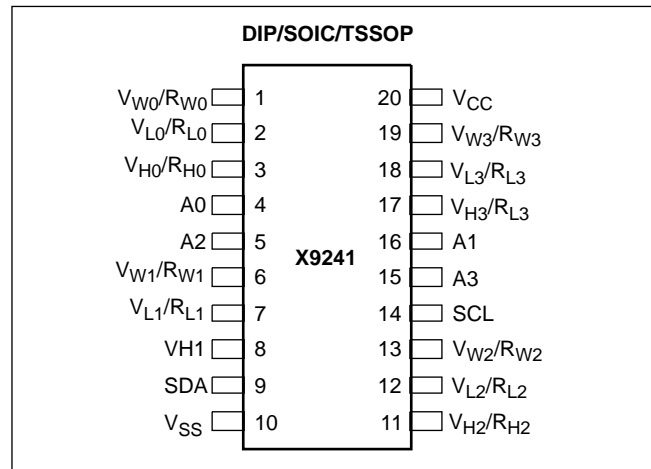 DIP/SOIC/TSSOP
VW0/RW0 1 20 VCC
VL0/RL0 2 19 VW3/RW3
VH0/RH0 3 18 VL3/RL3
A0 4 17 VH3/RL3
A2 5 16 A1
X9241
VW1/RW1 6 15 A3
VL1/RL1 7 14 SCL
VH1 8 13 VW2/RW2
SDA 9 12 VL2/RL2
VSS 10 11 VH2/RH2